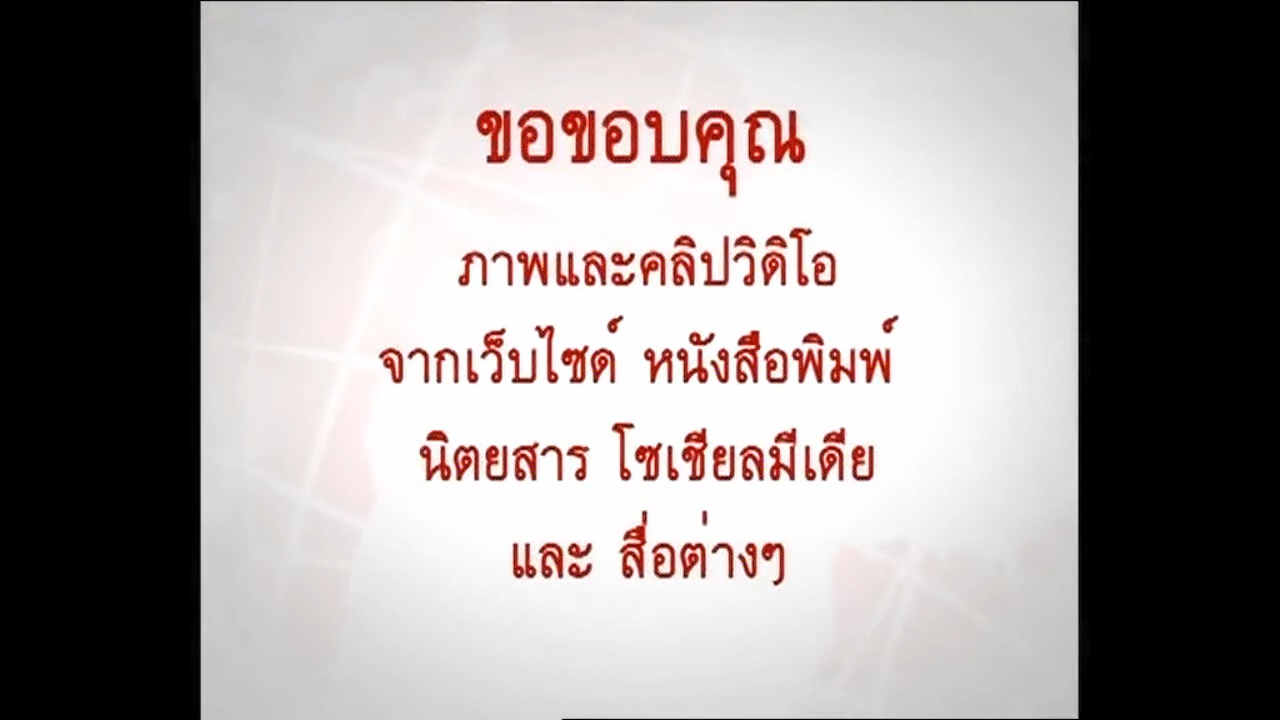 ขอขอบคุณ
ภาพและคลิปวิดิโอ
จากเว็บไซด์ หนังสือพิมพ์
นิตยสาร โซเชียลมีเดีย
และ สื่อต่างๆ